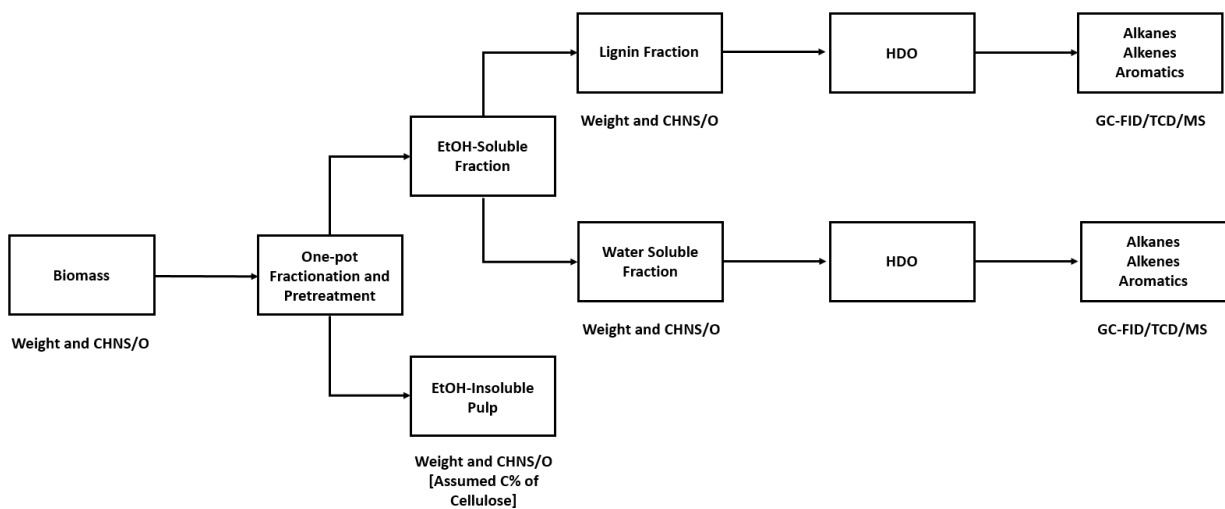 Lignin Fraction
Weight and CHNS/O
HDO
Alkanes
Alkenes
Aromatics
GC-FID/TCD/MS
EtOH-Soluble
Fraction
Biomass
Weight and CHNS/O
One-pot
Fractionation and
Pretreatment
Water Soluble
Fraction
Weight and CHNS/O
HDO
Alkanes
Alkenes
Aromatics
GC-FID/TCD/MS
EtOH-Insoluble
Pulp
Weight and CHNS/O
[Assumed C% of
Cellulose]